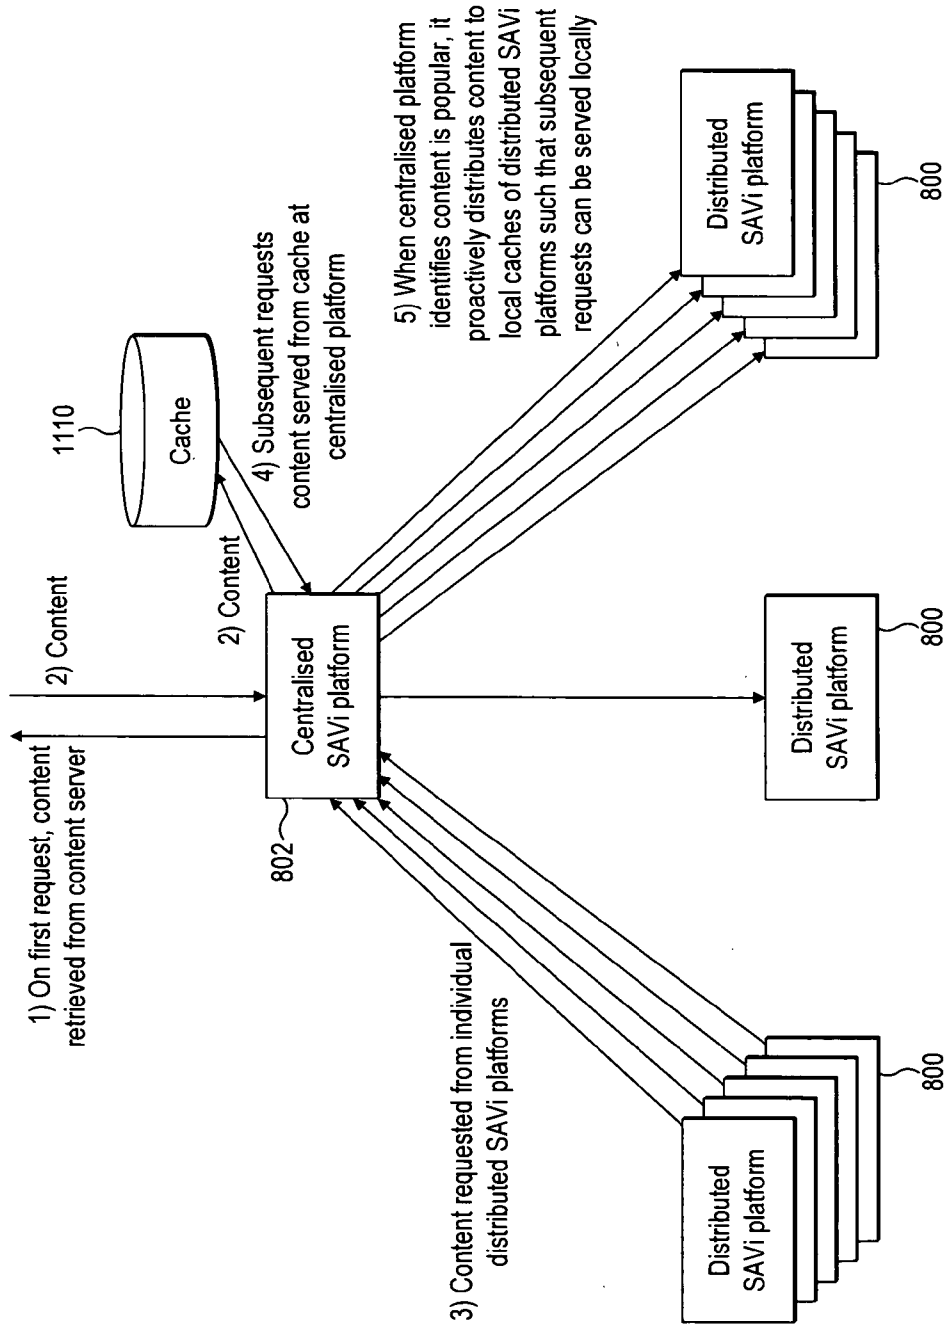 1) On first request, content
retrieved from content server
2) Content
1110
Cache
2) Content
4) Subsequent requests
content served from cache at
centralised platform
802
Centralised
SAVi platform
3) Content requested from individual
distributed SAVi platforms
5) When centralised platform
identifies content is popular, it
proactively distributes content to
local caches of distributed SAVi
platforms such that subsequent
requests can be served locally
Distributed
SAVi platform
800
Distributed
SAVi platform
800
Distributed
SAVi platform
800